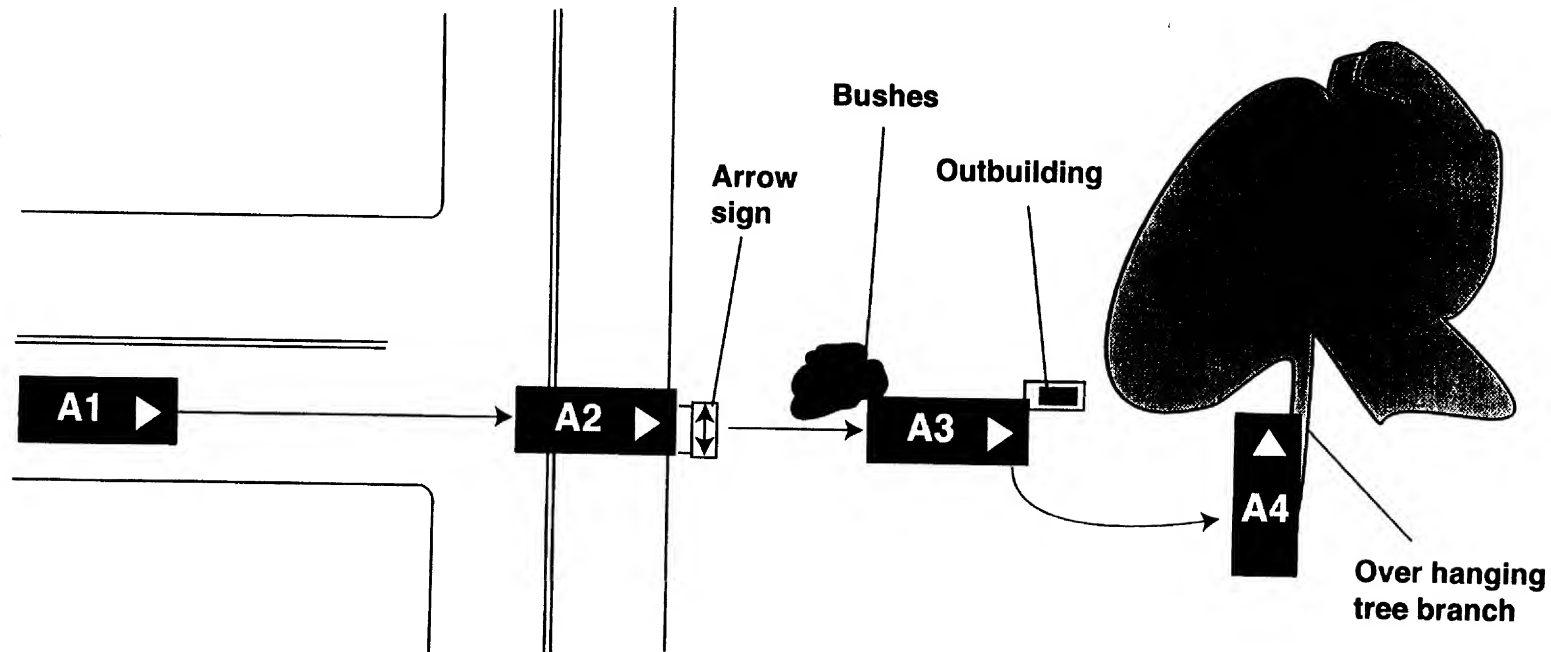 Bushes
Arrow
sign
Outbuilding
A1
A2
A3
A4
Over hanging
tree branch